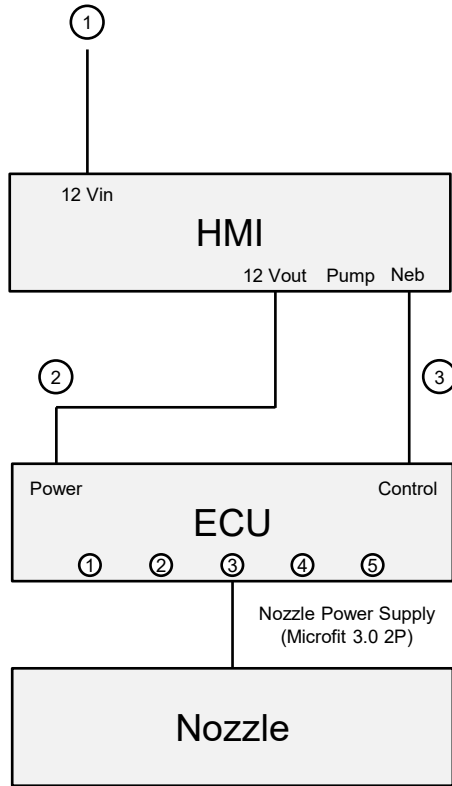 1
12 Vin
HMI
12 Vout Pump Neb
2
3
Power Control
ECU
1 2 3 4 5
Nozzle Power Supply
(Microfit 3.0 2P)
Nozzle